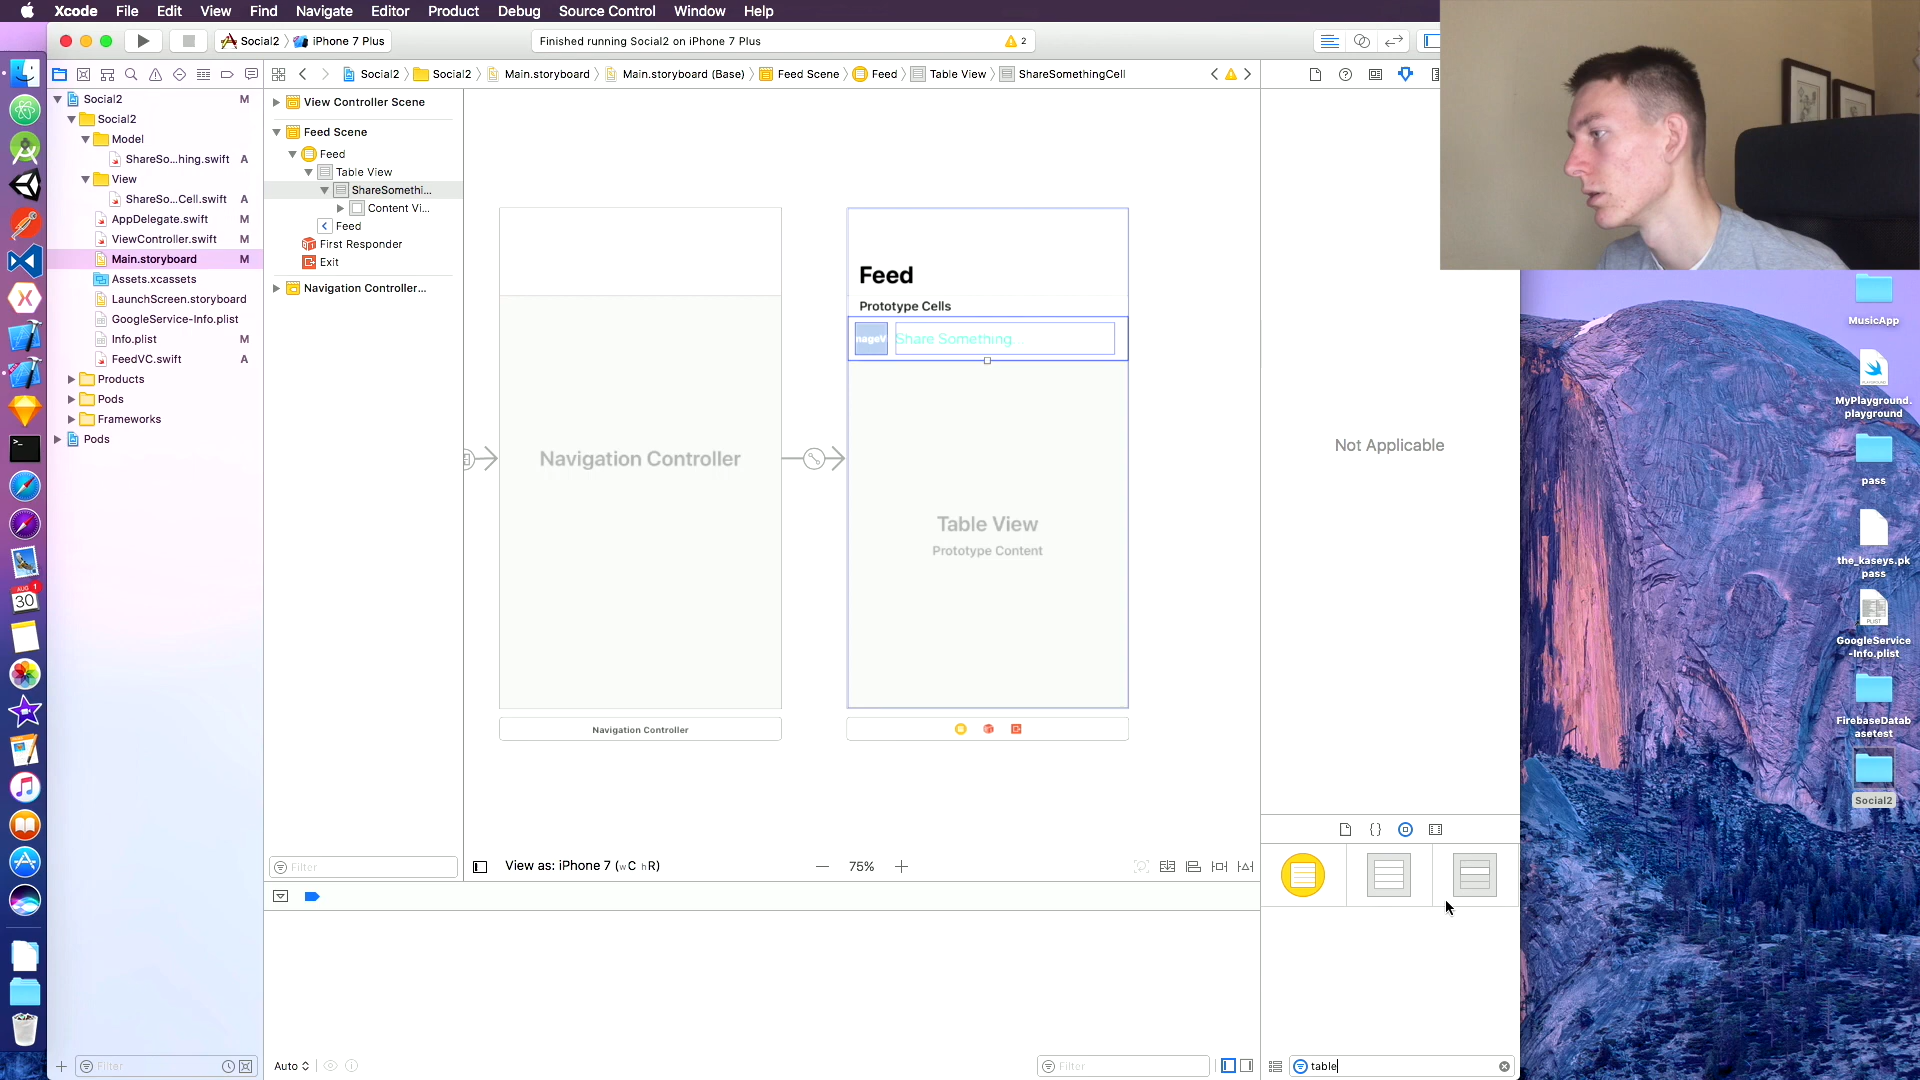 Xcode File Edit View Find Navigate Editor Product Debug Source Control Window Help
Social2 iPhone 7 Plus
Finished running Social2 on iPhone 7 Plus
2
Social2 Social2 Main.storyboard Main.storyboard (Base) Feed Scene Feed Table View ShareSomethingCell
Social2 M
Social2
Model
ShareSo...hing.swift A
View
ShareSo...Cell.swift A
AppDelegate.swift M
ViewController.swift M
Main.storyboard M
Assets.xcassets
LaunchScreen.storyboard
GoogleService-Info.plist
Info.plist M
FeedVC.swift A
Products
Pods
Frameworks
Pods
Filter
View Controller Scene
Feed Scene
Feed
Table View
ShareSomethi...
Content Vi...
Feed
First Responder
Exit
Navigation Controller...
Filter
Navigation Controller
Navigation Controller
Feed
Prototype Cells
nageV
Share Something...
Table View
Prototype Content
View as: iPhone 7 (wC hR)
75%
Auto
Filter
Not Applicable
table
MusicApp
MyPlayground.
playground
pass
the_kaseys.pk
pass
PLIST
GoogleService
-Info.plist
FirebaseDatab
asetest
Social2
AUG
30
1